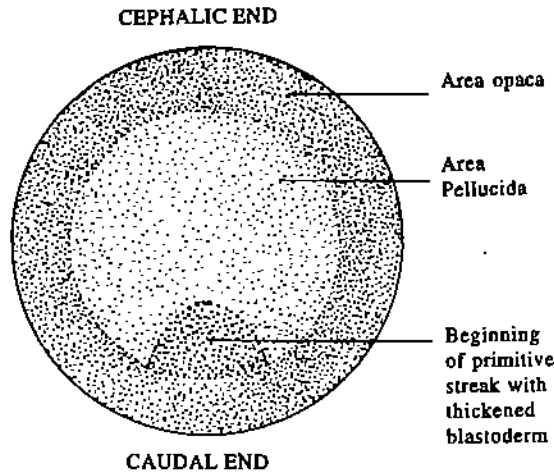 CEPHALIC END
Area opaca
Area
Pellucida
Beginning
of primitive
streak with
thickened
blastoderm
CAUDAL END